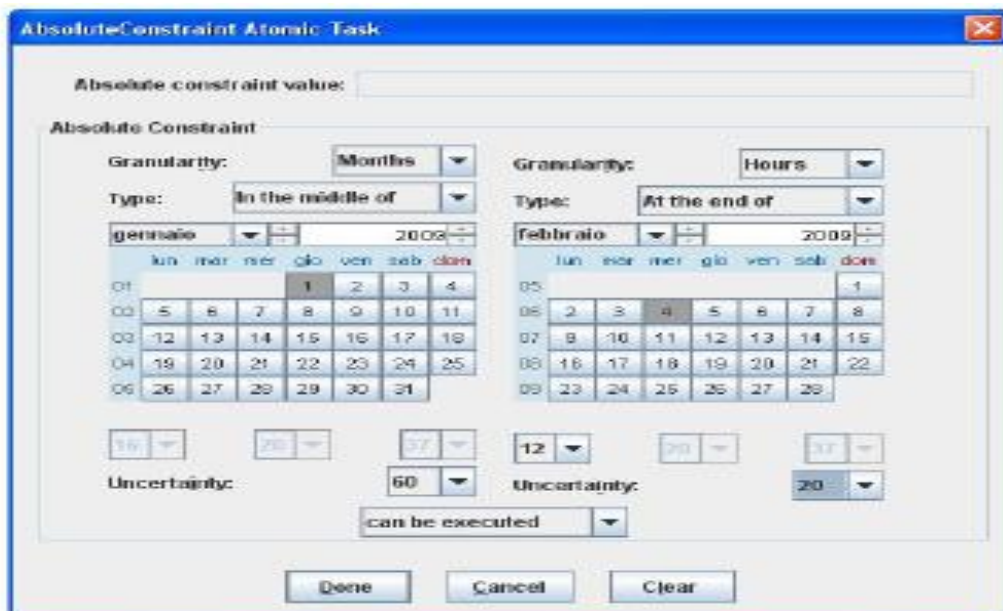 AbsoluteConstraint Atomic Task
Absolute constraint value:
Absolute Constraint
Granularity: Months Granularity: Hours
Type: In the middle of Type: At the end of
gennaio 2009 febbraio 2009
lun mar mer gio ven sab dom lun mar mer gio ven sab dom
01 1 2 3 4 05 1
02 5 6 7 8 9 10 11 06 2 3 4 5 6 7 8
03 12 13 14 15 16 17 18 07 9 10 11 12 13 14 15
04 19 20 21 22 23 24 25 08 16 17 18 19 20 21 22
05 26 27 28 29 30 31 09 23 24 25 26 27 28
16 37 12 37
Uncertainty: 60 Uncertainty: 20
can be executed
Done Cancel Clear